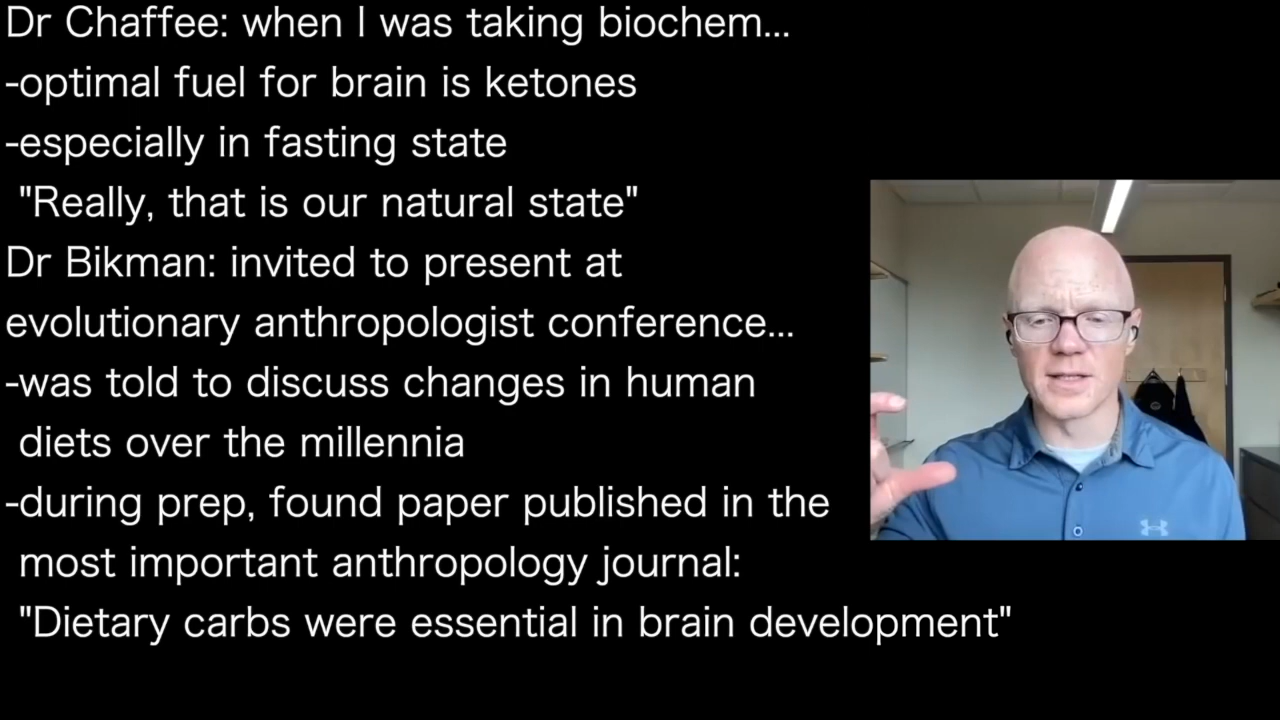 Dr Chaffee: when I was taking biochem...
-optimal fuel for brain is ketones
-especially in fasting state
"Really, that is our natural state"
Dr Bikman: invited to present at
evolutionary anthropologist conference...
-was told to discuss changes in human
diets over the millennia
-during prep, found paper published in the
most important anthropology journal:
"Dietary carbs were essential in brain development"